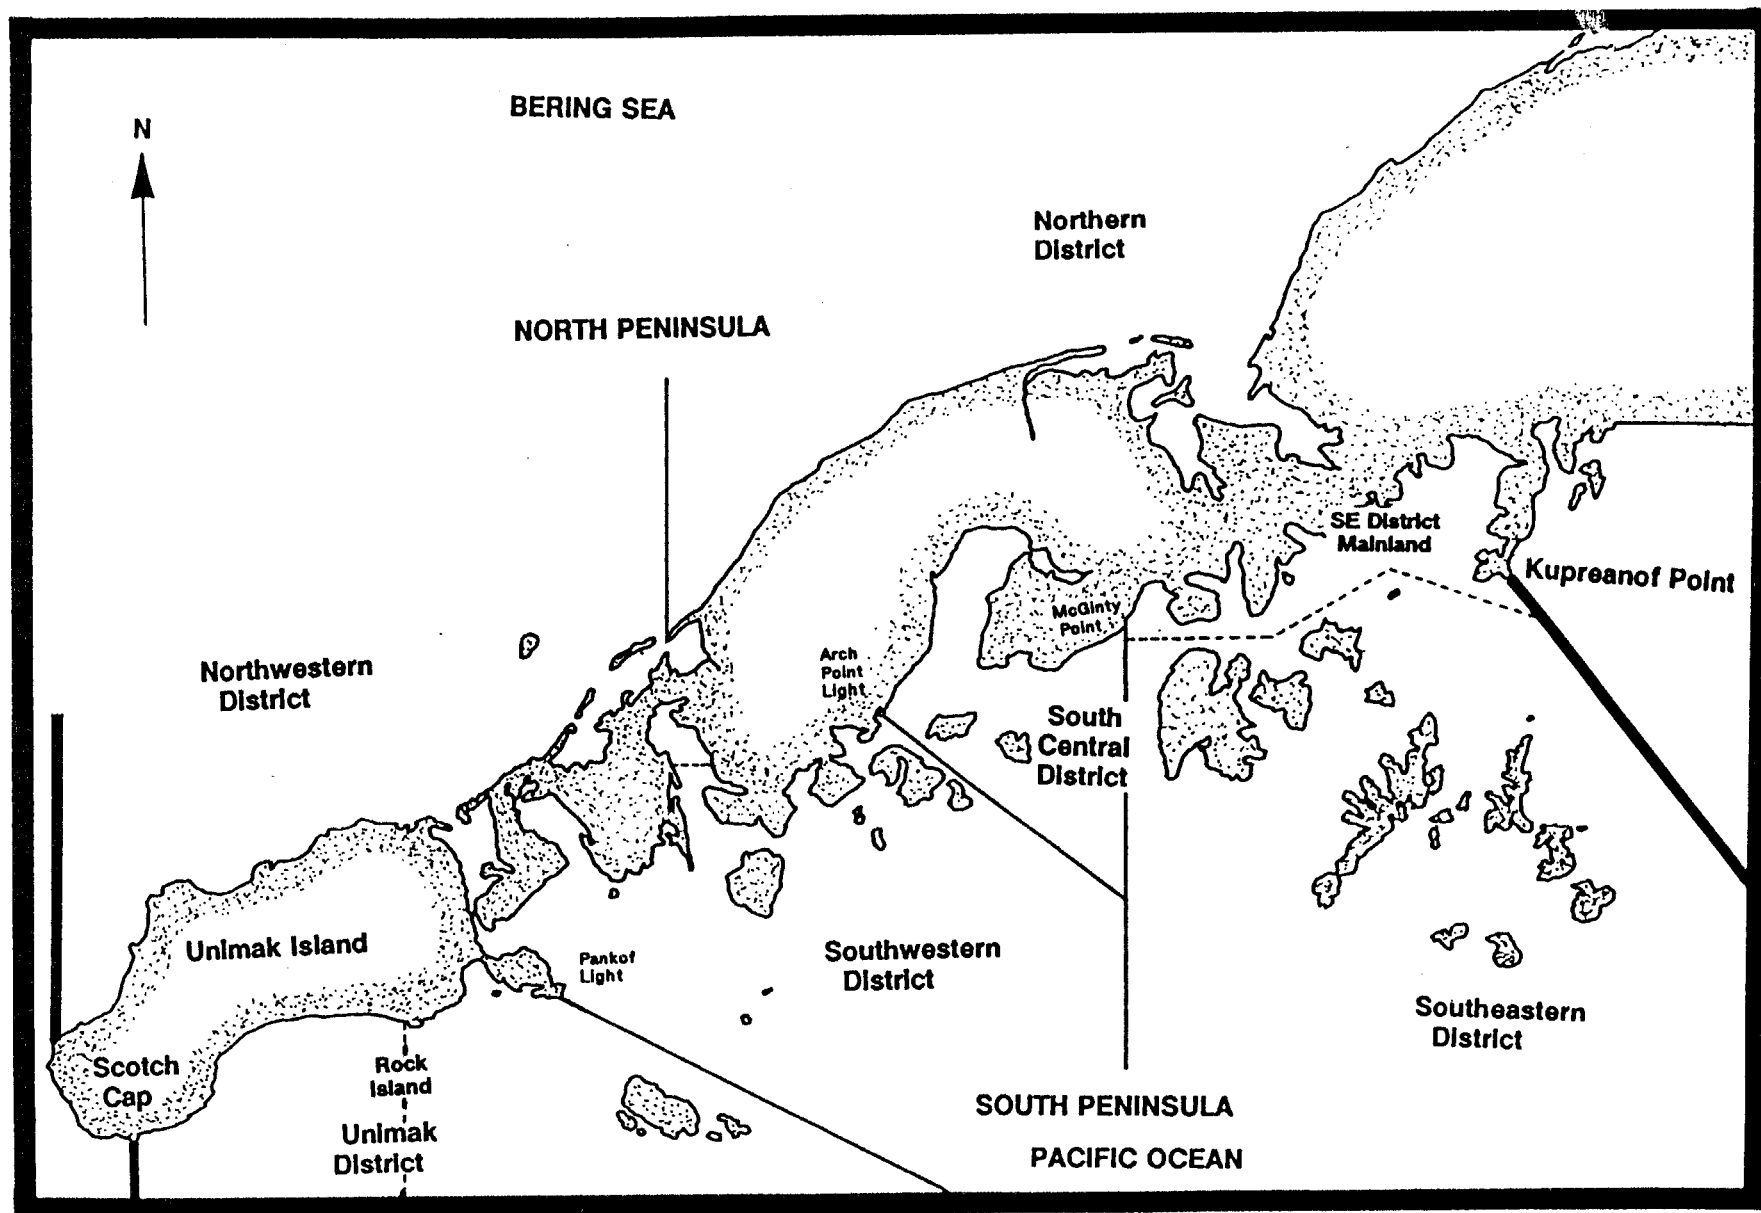 BERING SEA
N
Northern
District
NORTH PENINSULA
SE District
Mainland
Kupreanof Point
McGinty
Point
Arch
Point
Light
Northwestern
District
South
Central
District
Unimak Island
Pankof
Light
Southwestern
District
Southeastern
District
Scotch
Cap
Rock
Island
Unimak
District
SOUTH PENINSULA
PACIFIC OCEAN